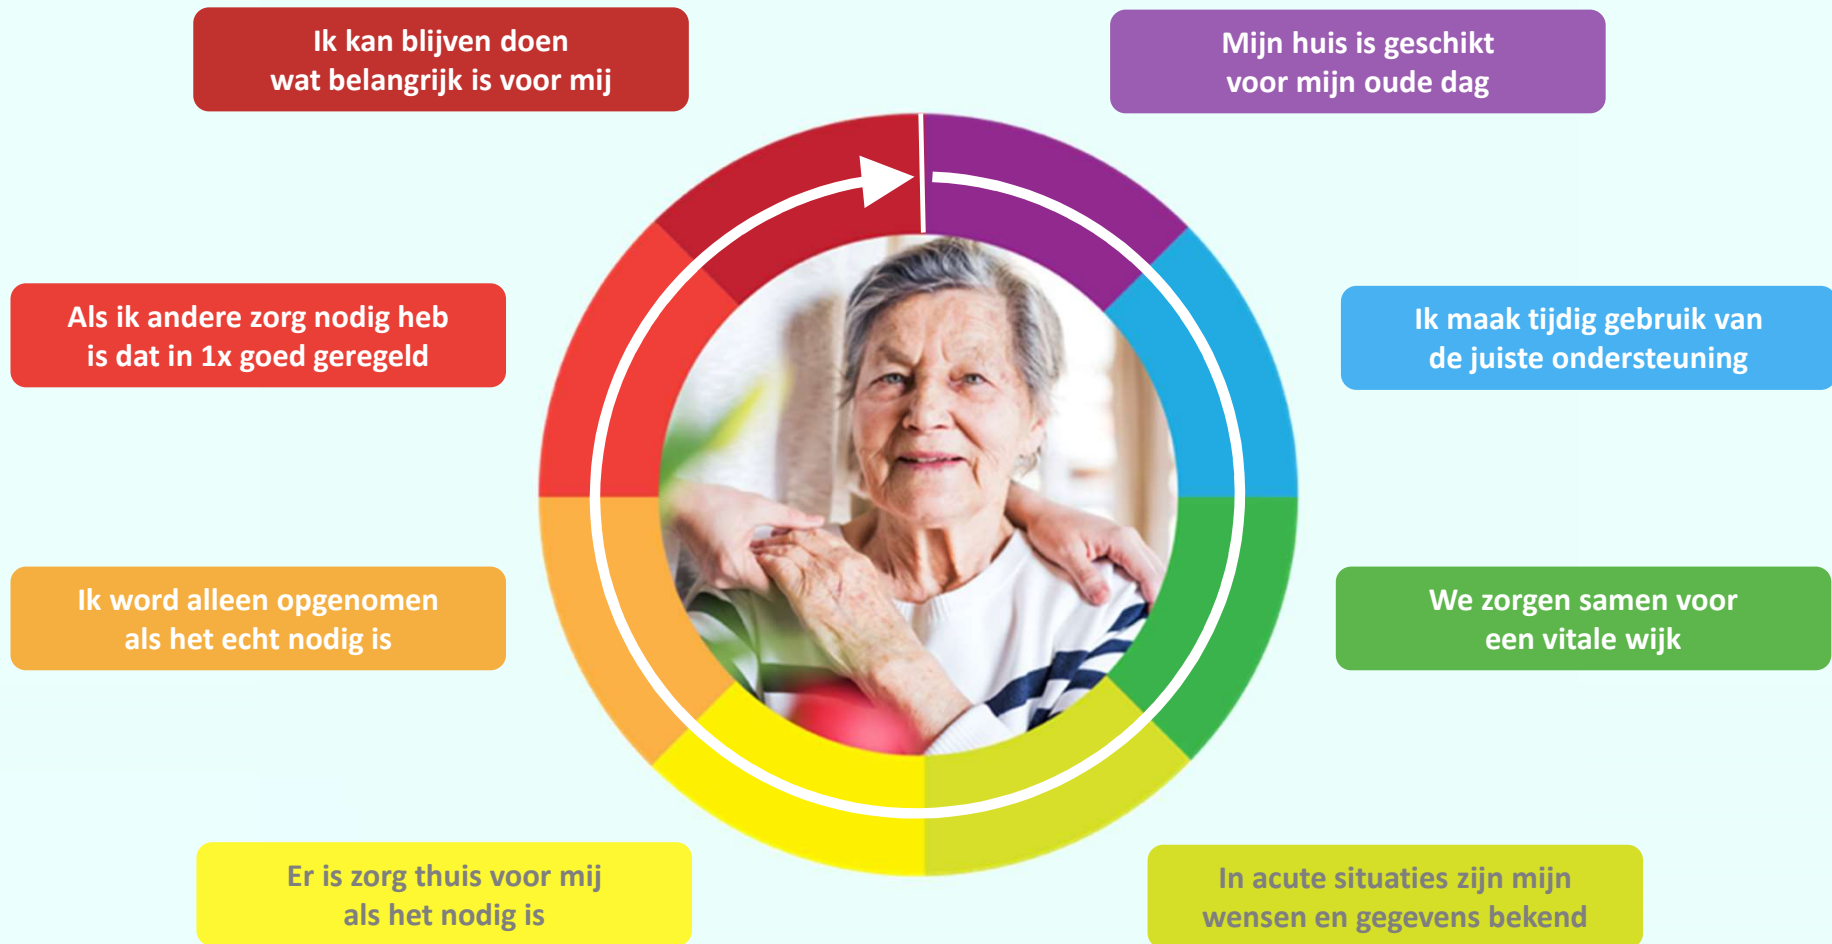 Ik kan blijven doen
wat belangrijk is voor mij
Mijn huis is geschikt
voor mijn oude dag
Als ik andere zorg nodig heb
is dat in 1x goed geregeld
Ik maak tijdig gebruik van
de juiste ondersteuning
Ik word alleen opgenomen
als het echt nodig is
We zorgen samen voor
een vitale wijk
Er is zorg thuis voor mij
als het nodig is
In acute situaties zijn mijn
wensen en gegevens bekend